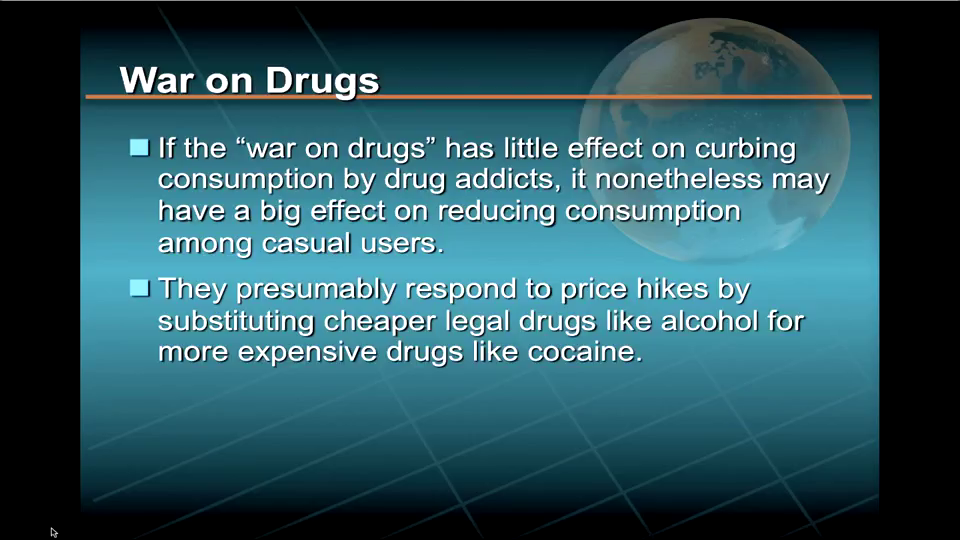 War on Drugs
If the “war on drugs” has little effect on curbing
consumption by drug addicts, it nonetheless may
have a big effect on reducing consumption
among casual users.
They presumably respond to price hikes by
substituting cheaper legal drugs like alcohol for
more expensive drugs like cocaine.